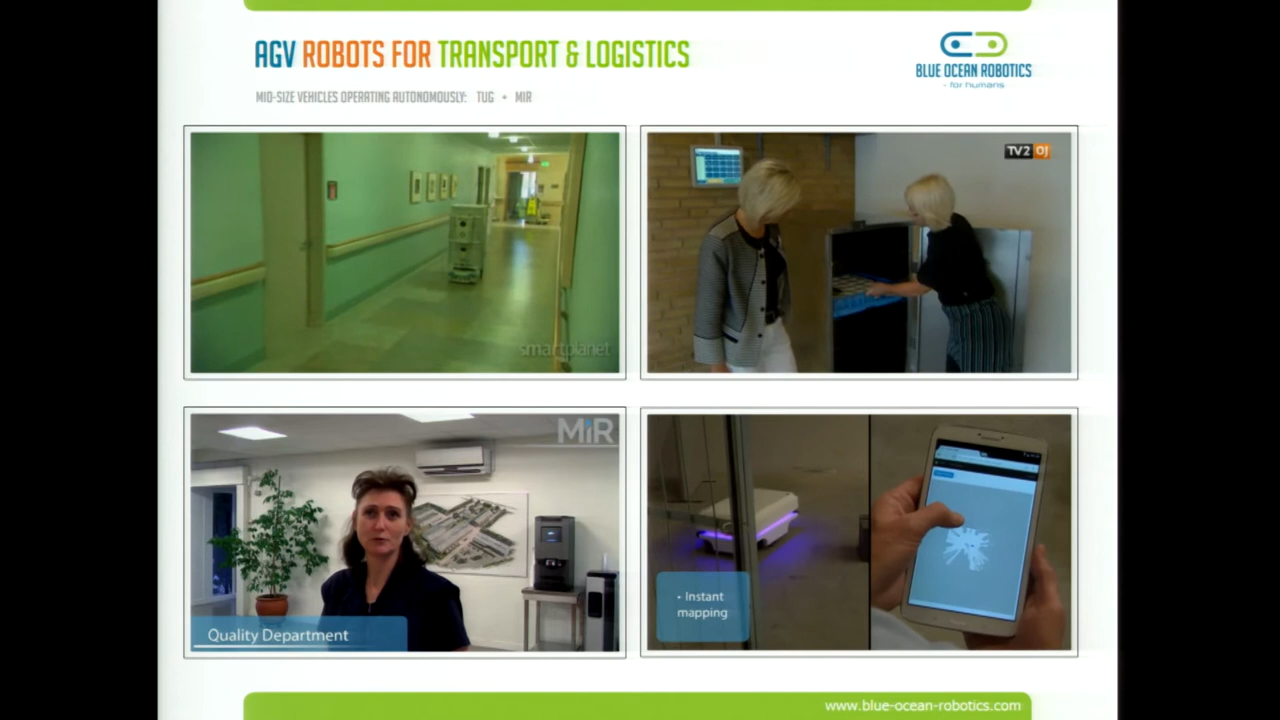 AGV ROBOTS FOR TRANSPORT & LOGISTICS
BLUE OCEAN ROBOTICS
- for humans
MID-SIZE VEHICLES OPERATING AUTONOMOUSLY: TUG + MIR
TV2 OJ
smartplanet
MiR
Quality Department
• Instant
mapping
www.blue-ocean-robotics.com